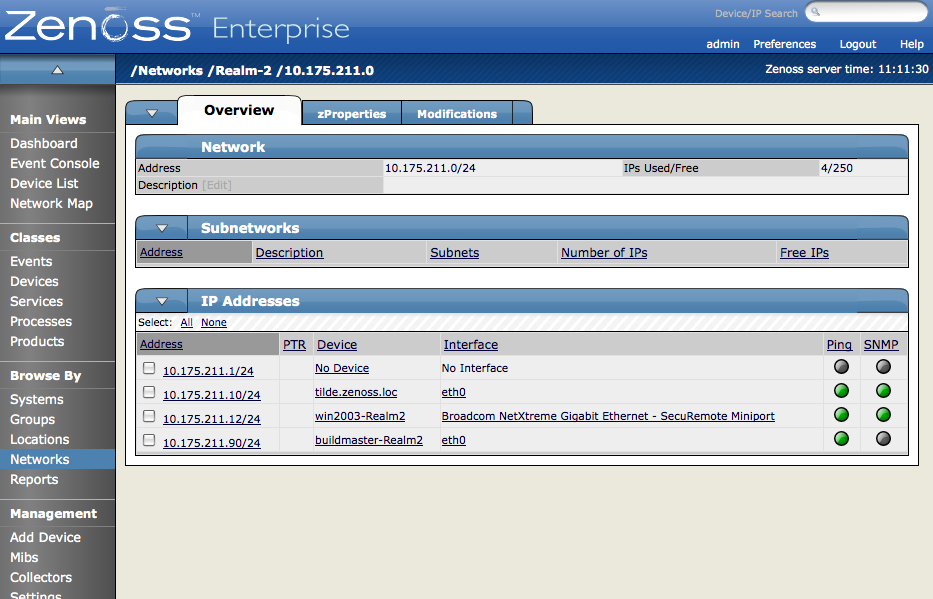 Zenoss™ Enterprise
Device/IP Search
admin Preferences Logout Help
/Networks /Realm-2 /10.175.211.0
Zenoss server time: 11:11:30
Main Views
Dashboard
Event Console
Device List
Network Map
Classes
Events
Devices
Services
Processes
Products
Browse By
Systems
Groups
Locations
Networks
Reports
Management
Add Device
Mibs
Collectors
Settings
Overview zProperties Modifications
Network
Address 10.175.211.0/24 IPs Used/Free 4/250
Description [Edit]
Subnetworks
Address Description Subnets Number of IPs Free IPs
IP Addresses
Select: All None
Address PTR Device Interface Ping SNMP
10.175.211.1/24 No Device No Interface
10.175.211.10/24 tilde.zenoss.loc eth0
10.175.211.12/24 win2003-Realm2 Broadcom NetXtreme Gigabit Ethernet - SecuRemote Miniport
10.175.211.90/24 buildmaster-Realm2 eth0